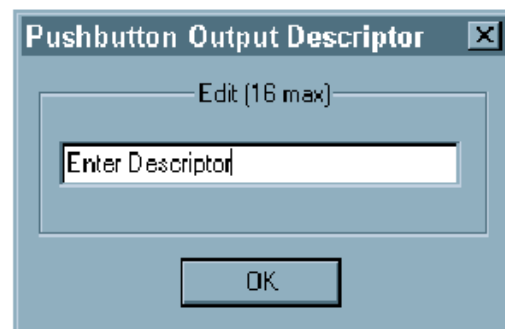 Pushbutton Output Descriptor
Edit (16 max)
Enter Descriptor
OK